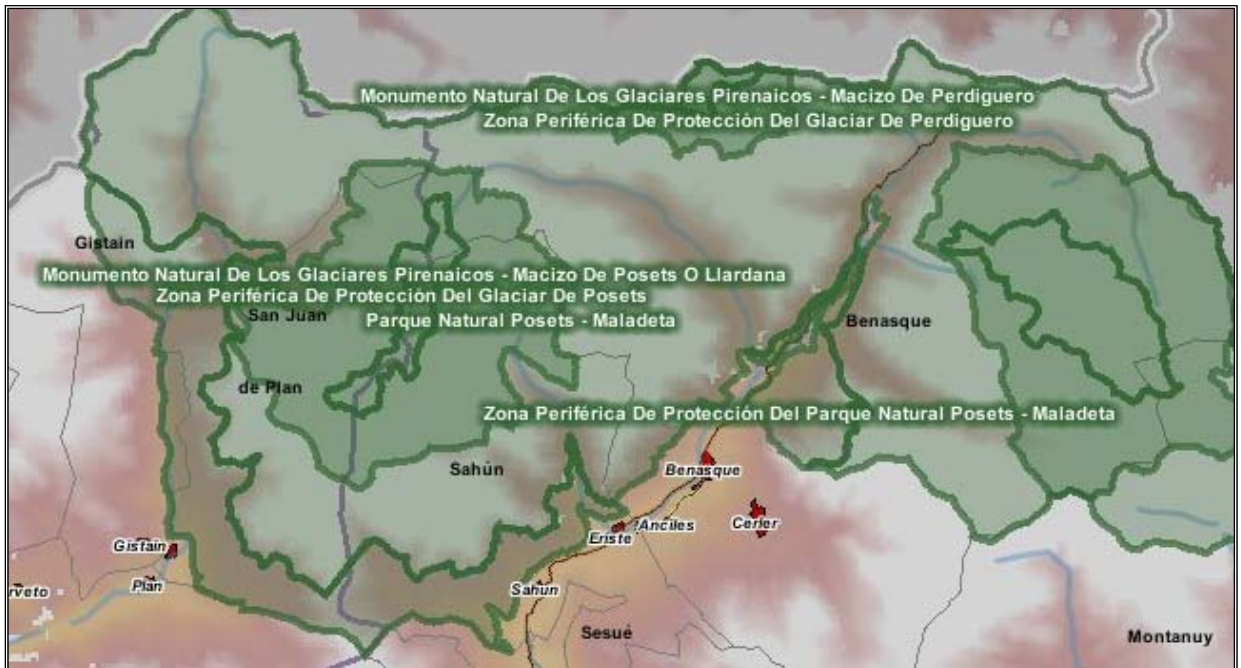 Monumento Natural De Los Glaciares Pirenaicos - Macizo De Perdiguero
Zona Periférica De Protección Del Glaciar De Perdiguero
Gistain
Monumento Natural De Los Glaciares Pirenaicos - Macizo De Posets O Llardana
Zona Periférica De Protección Del Glaciar De Posets
San Juan
Parque Natural Posets - Maladeta
Benasque
de Plan
Zona Periférica De Protección Del Parque Natural Posets - Maladeta
Sahún
Benasque
Anciles
Cerler
Eriste
Gistain
Plan
Sahun
rveto
Sesué
Montanuy